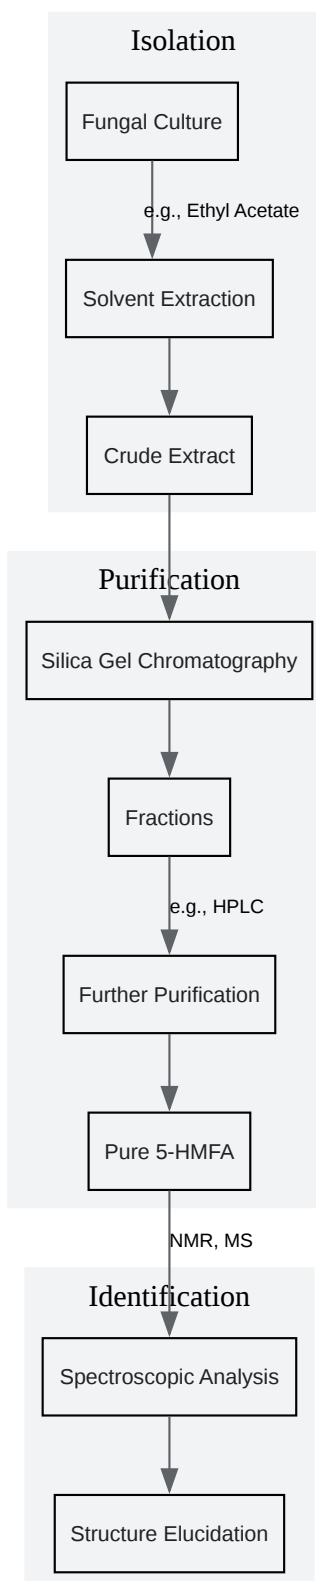 Isolation
Fungal Culture
e.g., Ethyl Acetate
Solvent Extraction
Crude Extract
Purification
Silica Gel Chromatography
Fractions
e.g., HPLC
Further Purification
Pure 5-HMFA
NMR, MS
Identification
Spectroscopic Analysis
Structure Elucidation